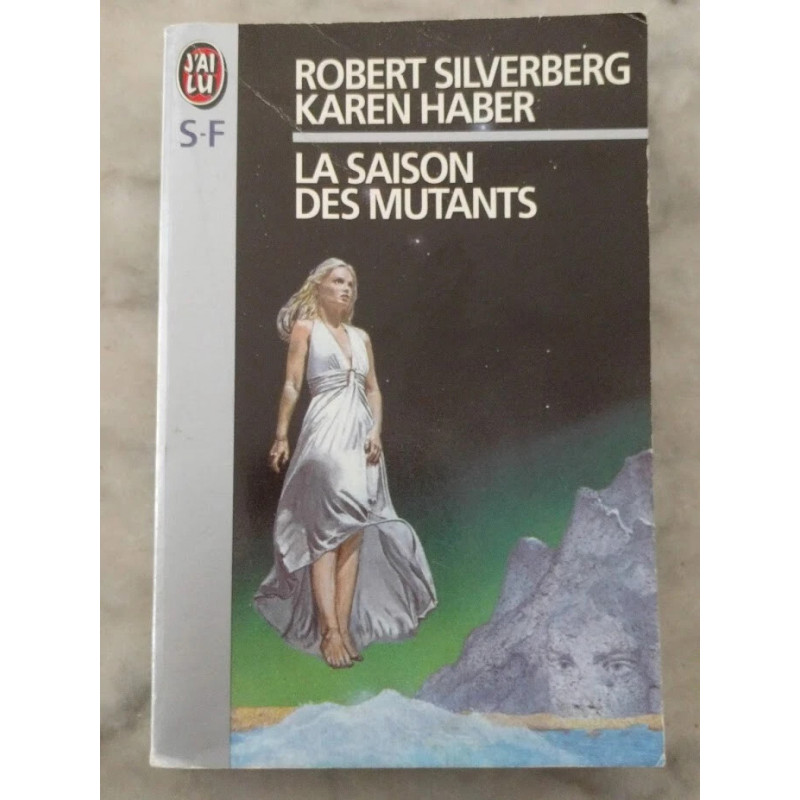 J'AI
LU
S-F
ROBERT SILVERBERG
KAREN HABER
LA SAISON
DES MUTANTS